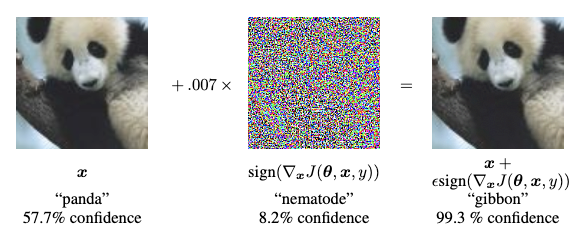 + .007 ×
=
x
sign(∇ₓJ(θ, x, y))
x +
ϵsign(∇ₓJ(θ, x, y))
“panda”
“nematode”
“gibbon”
57.7% confidence
8.2% confidence
99.3 % confidence